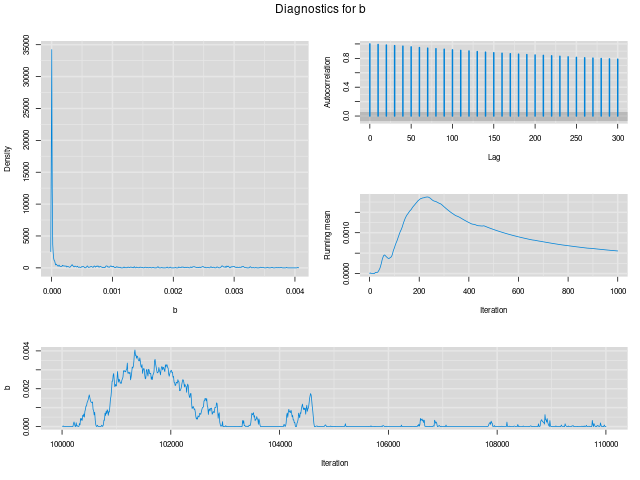 Diagnostics for b
Density
0 5000 10000 15000 20000 25000 30000 35000
0.000 0.001 0.002 0.003 0.004
b
Autocorrelation
0.0 0.4 0.8
0 50 100 150 200 250 300
Lag
Running mean
0.0000 0.0010
0 200 400 600 800 1000
Iteration
b
0.000 0.002 0.004
100000 102000 104000 106000 108000 110000
Iteration